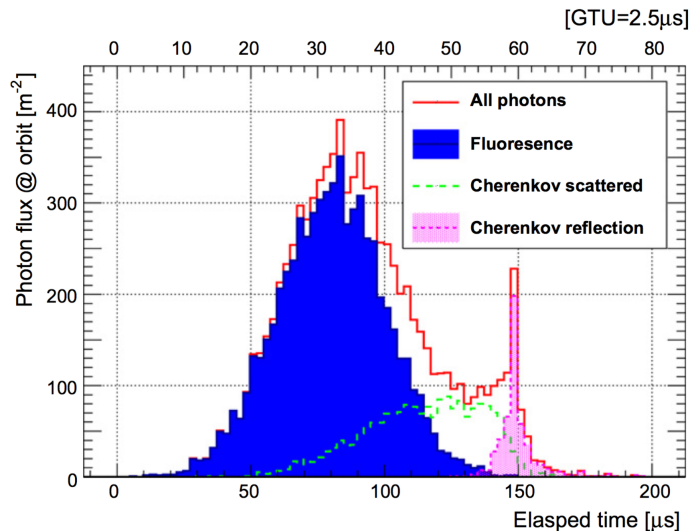 [GTU=2.5μs]
0 10 20 30 40 50 60 70 80
Photon flux @ orbit [m-2]
400
300
200
100
0
All photons
Fluoresence
Cherenkov scattered
Cherenkov reflection
0 50 100 150 200
Elasped time [μs]